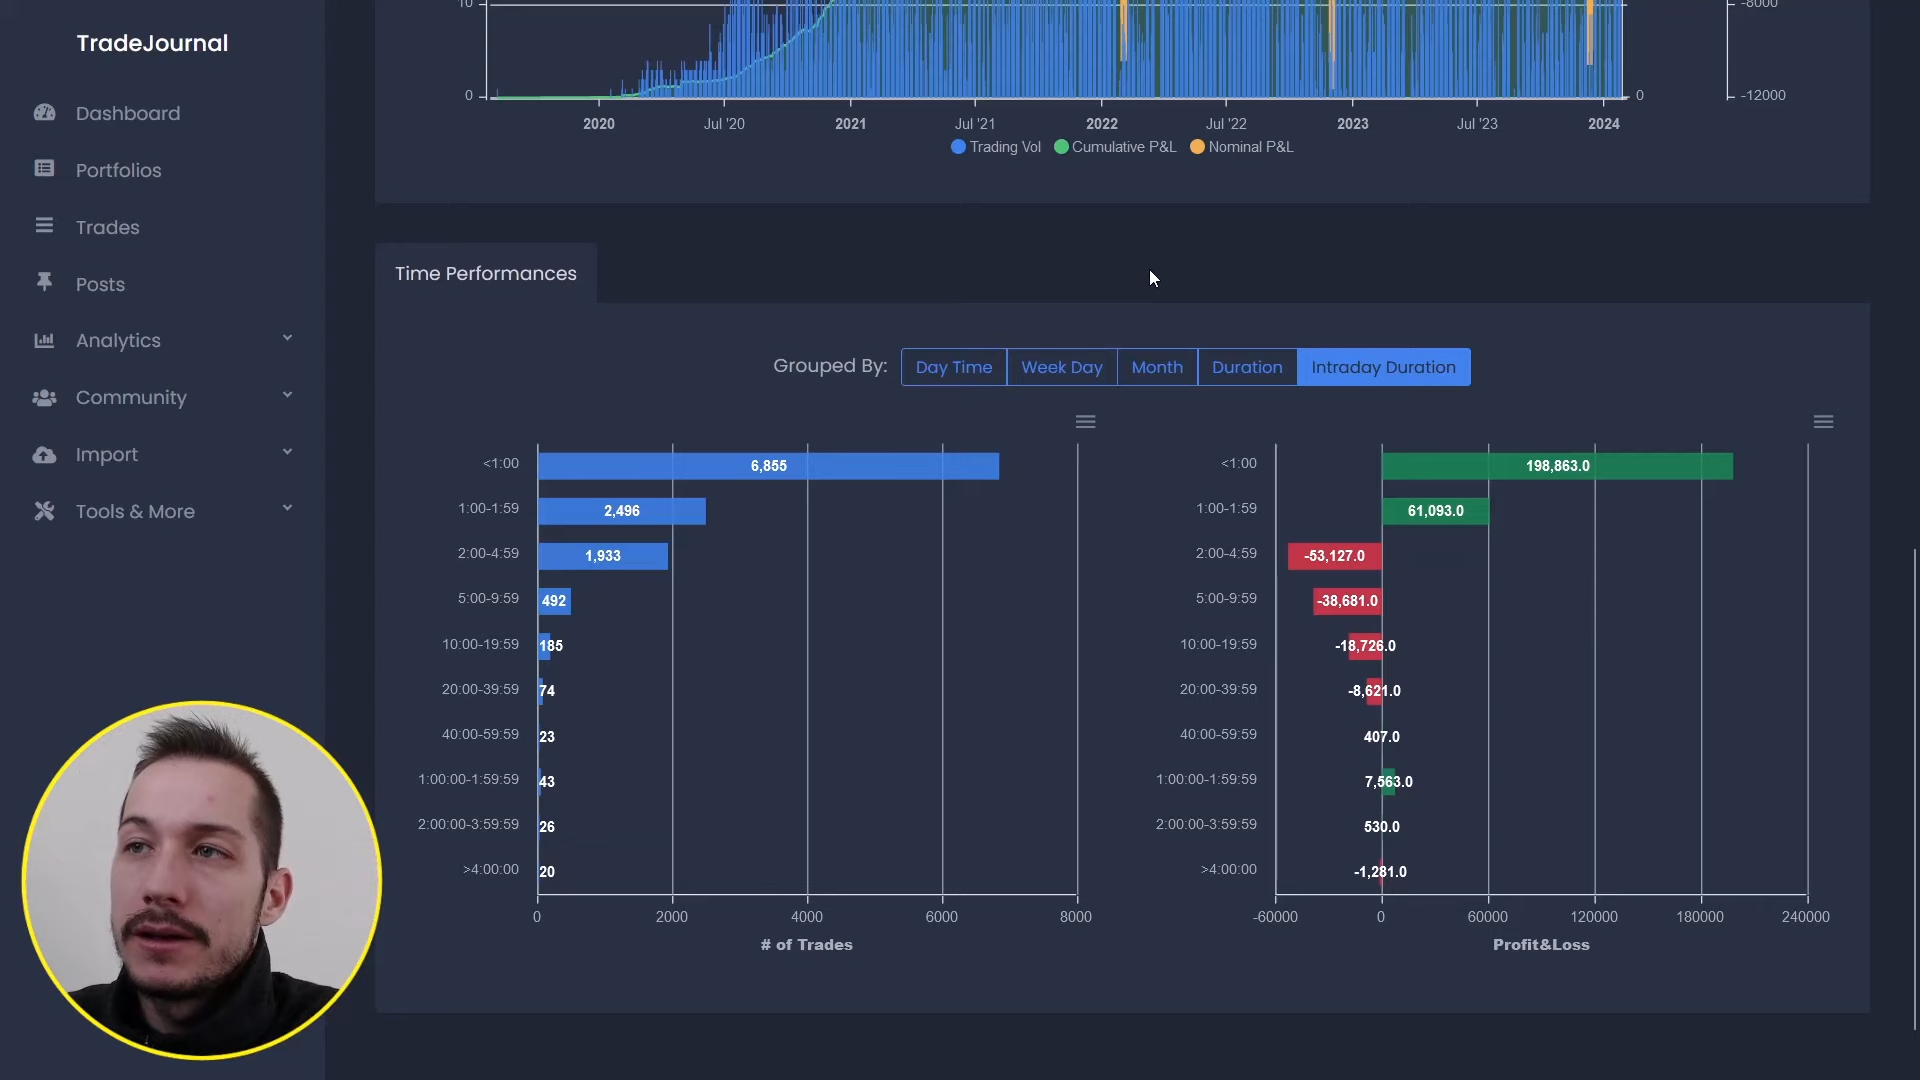 TradeJournal
Dashboard
Portfolios
Trades
Posts
Analytics
Community
Import
Tools & More
10
0
-8000
0
-12000
2020 Jul '20 2021 Jul '21 2022 Jul '22 2023 Jul '23 2024
Trading Vol Cumulative P&L Nominal P&L
Time Performances
Grouped By: Day Time Week Day Month Duration Intraday Duration
<1:00 6,855
1:00-1:59 2,496
2:00-4:59 1,933
5:00-9:59 492
10:00-19:59 185
20:00-39:59 74
40:00-59:59 23
1:00:00-1:59:59 43
2:00:00-3:59:59 26
>4:00:00 20
0 2000 4000 6000 8000
# of Trades
<1:00 198,863.0
1:00-1:59 61,093.0
2:00-4:59 -53,127.0
5:00-9:59 -38,681.0
10:00-19:59 -18,726.0
20:00-39:59 -8,621.0
40:00-59:59 407.0
1:00:00-1:59:59 7,563.0
2:00:00-3:59:59 530.0
>4:00:00 -1,281.0
-60000 0 60000 120000 180000 240000
Profit&Loss